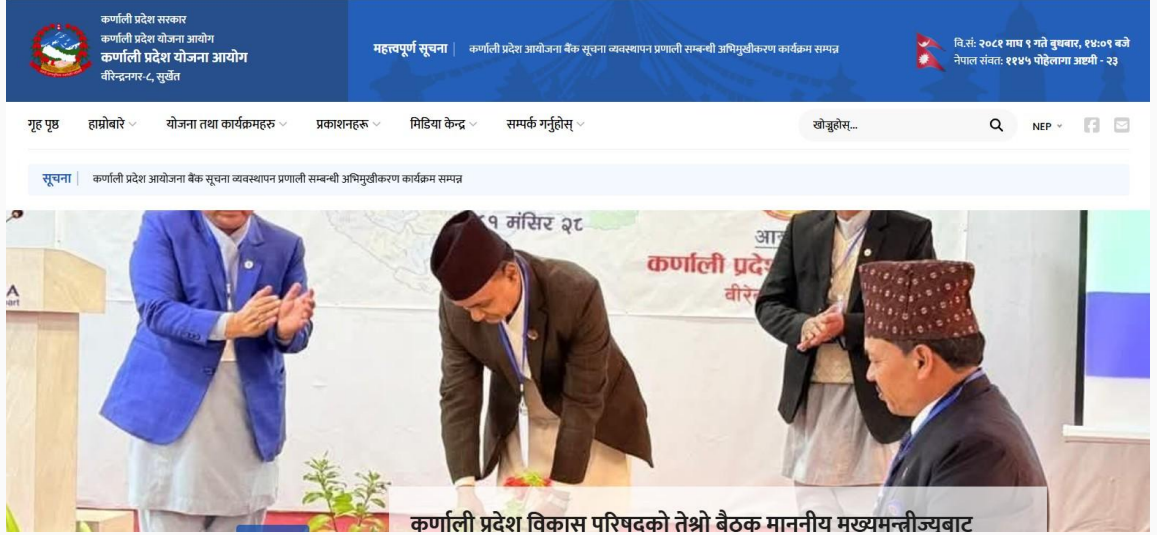 कर्णाली प्रदेश सरकार
कर्णाली प्रदेश योजना आयोग
कर्णाली प्रदेश योजना आयोग
वीरेन्द्रनगर-८, सुर्खेत
महत्त्वपूर्ण सूचना | कर्णाली प्रदेश आयोजना बैंक सूचना व्यवस्थापन प्रणाली सम्बन्धी अभिमुखीकरण कार्यक्रम सम्पन्न
वि.सं: २०८१ माघ ९ गते बुधबार, १४:०९ बजे
नेपाल संवत: ११४५ पोहेलागा अष्टमी - २३
गृह पृष्ठ हाम्रोबारे योजना तथा कार्यक्रमहरु प्रकाशनहरू मिडिया केन्द्र सम्पर्क गर्नुहोस्
खोज्नुहोस्... NEP
सूचना | कर्णाली प्रदेश आयोजना बैंक सूचना व्यवस्थापन प्रणाली सम्बन्धी अभिमुखीकरण कार्यक्रम सम्पन्न
मंसिर २८
कर्णाली
कर्णाली प्रदेश विकास परिषदको तेश्रो बैठक माननीय मुख्यमन्त्रीज्यूबाट